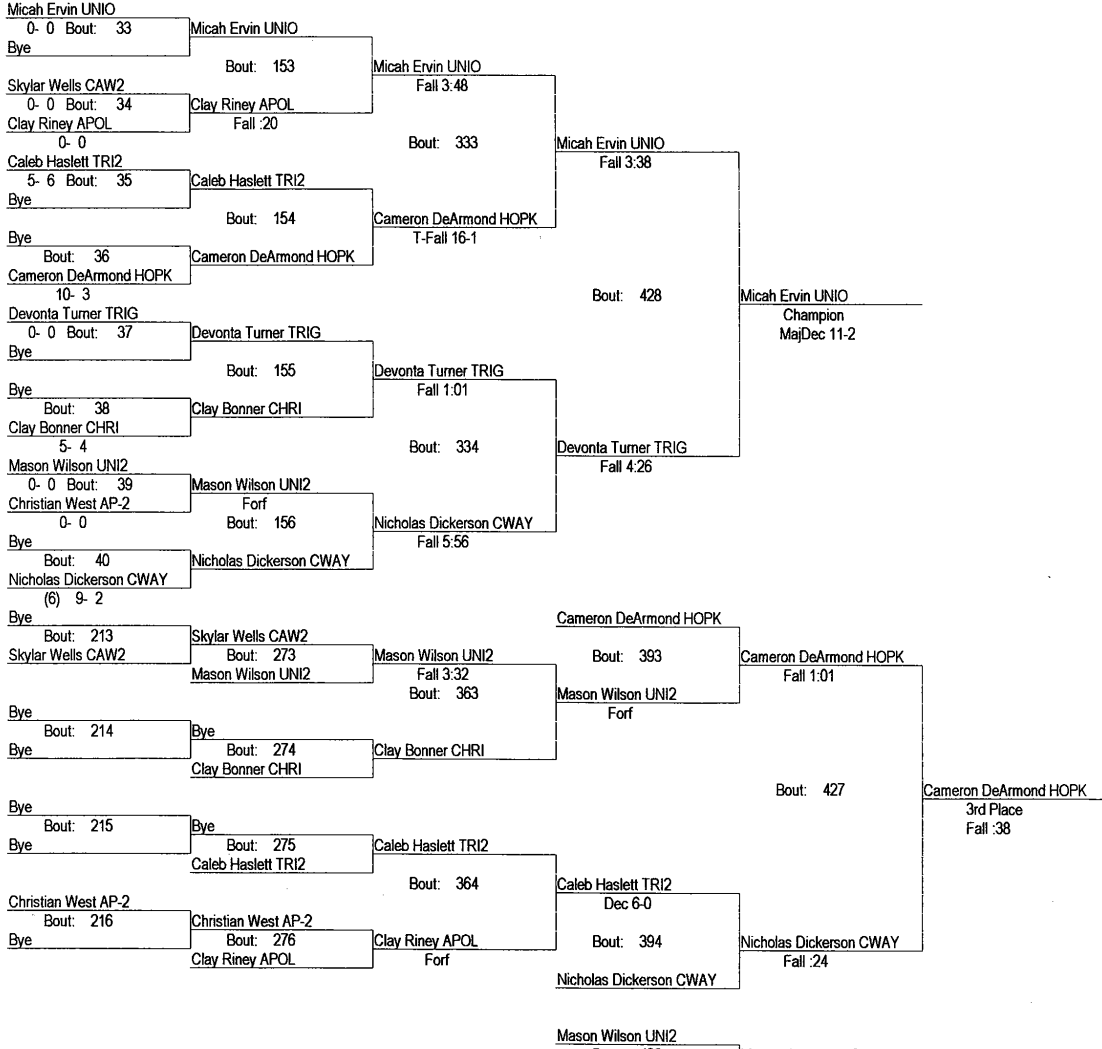 Micah Ervin UNIO
0- 0 Bout: 33
Bye
Micah Ervin UNIO
Bout: 153
Skylar Wells CAW2
0- 0 Bout: 34
Clay Riney APOL
0- 0
Clay Riney APOL
Fall :20
Micah Ervin UNIO
Fall 3:48
Bout: 333
Caleb Haslett TRI2
5- 6 Bout: 35
Bye
Caleb Haslett TRI2
Bout: 154
Bye
Bout: 36
Cameron DeArmond HOPK
10- 3
Cameron DeArmond HOPK
Cameron DeArmond HOPK
T-Fall 16-1
Micah Ervin UNIO
Fall 3:38
Bout: 428
Micah Ervin UNIO
Champion
MajDec 11-2
Devonta Turner TRIG
0- 0 Bout: 37
Bye
Devonta Turner TRIG
Bout: 155
Bye
Bout: 38
Clay Bonner CHRI
5- 4
Clay Bonner CHRI
Devonta Turner TRIG
Fall 1:01
Bout: 334
Mason Wilson UNI2
0- 0 Bout: 39
Christian West AP-2
0- 0
Mason Wilson UNI2
Forf
Bout: 156
Bye
Bout: 40
Nicholas Dickerson CWAY
(6) 9- 2
Nicholas Dickerson CWAY
Nicholas Dickerson CWAY
Fall 5:56
Devonta Turner TRIG
Fall 4:26
Bye
Bout: 213
Skylar Wells CAW2
Skylar Wells CAW2
Bout: 273
Mason Wilson UNI2
Mason Wilson UNI2
Fall 3:32
Bout: 363
Bye
Bout: 214
Bye
Bye
Bout: 274
Clay Bonner CHRI
Clay Bonner CHRI
Cameron DeArmond HOPK
Bout: 393
Mason Wilson UNI2
Forf
Cameron DeArmond HOPK
Fall 1:01
Bout: 427
Cameron DeArmond HOPK
3rd Place
Fall :38
Bye
Bout: 215
Bye
Bye
Bout: 275
Caleb Haslett TRI2
Caleb Haslett TRI2
Bout: 364
Christian West AP-2
Bout: 216
Bye
Christian West AP-2
Bout: 276
Clay Riney APOL
Clay Riney APOL
Forf
Caleb Haslett TRI2
Dec 6-0
Bout: 394
Nicholas Dickerson CWAY
Nicholas Dickerson CWAY
Fall :24
Mason Wilson UNI2